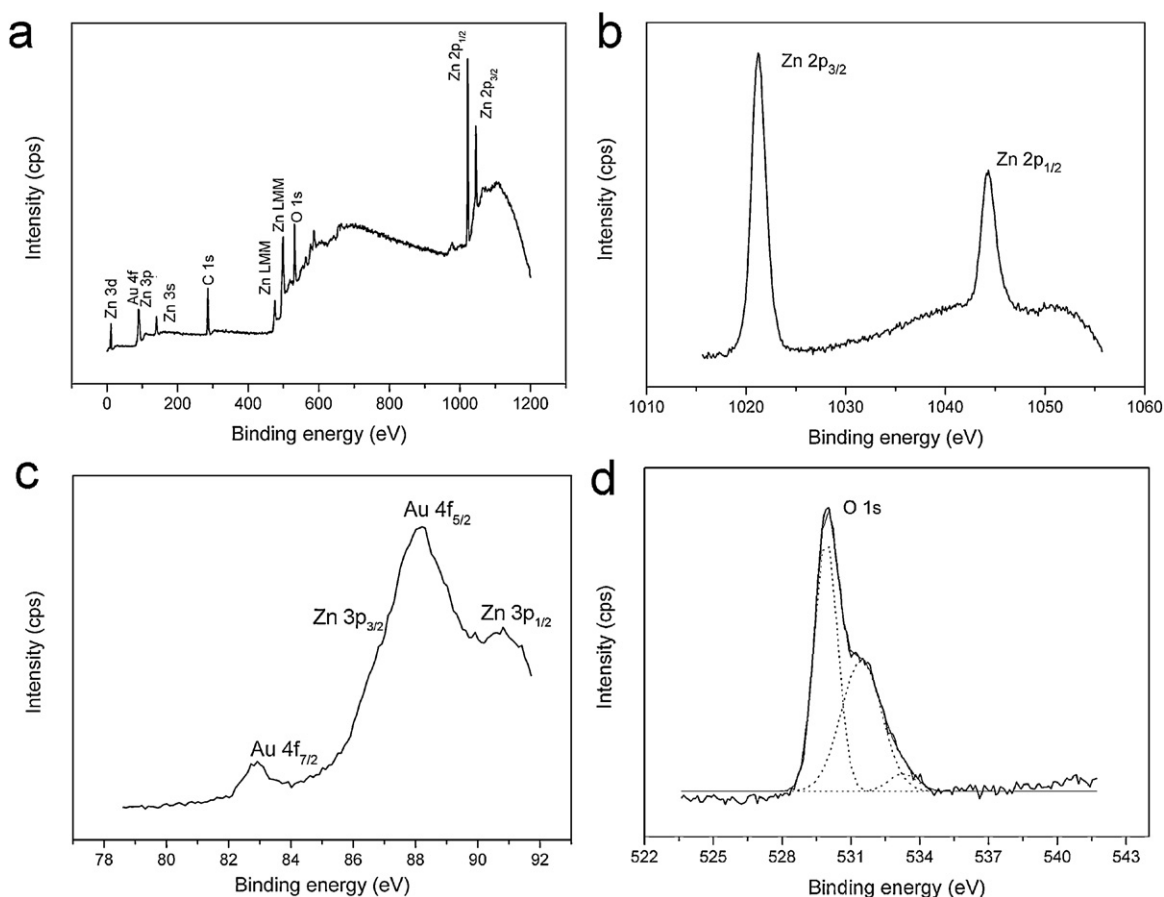 a
Intensity (cps)
Zn 3d
Au 4f
Zn 3p
Zn 3s
C 1s
Zn LMM
Zn LMM
O 1s
Zn 2p1/2
Zn 2p3/2
0 200 400 600 800 1000 1200
Binding energy (eV)
b
Intensity (cps)
Zn 2p3/2
Zn 2p1/2
1010 1020 1030 1040 1050 1060
Binding energy (eV)
c
Intensity (cps)
Au 4f5/2
Zn 3p3/2
Zn 3p1/2
Au 4f7/2
78 80 82 84 86 88 90 92
Binding energy (eV)
d
Intensity (cps)
O 1s
522 525 528 531 534 537 540 543
Binding energy (eV)